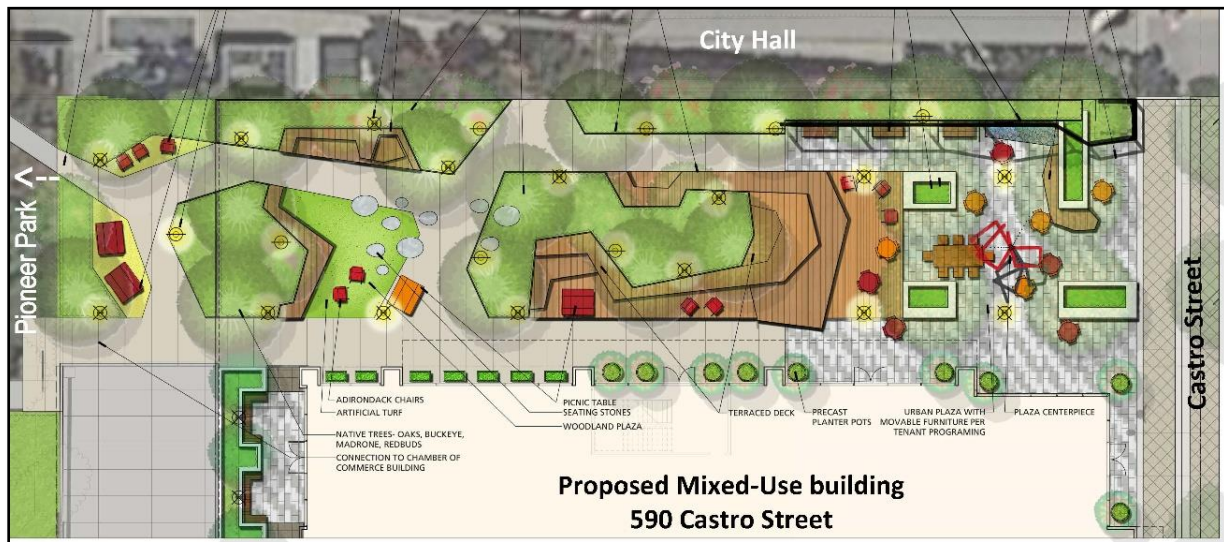 City Hall
Pioneer Park <
Castro Street
ADIRONDACK CHAIRS
ARTIFICIAL TURF
NATIVE TREES- OAKS, BUCKEYE,
MADRONE, REDBUDS
CONNECTION TO CHAMBER OF
COMMERCE BUILDING
PICNIC TABLE
SEATING STONES
WOODLAND PLAZA
TERRACED DECK
PRECAST
PLANTER POTS
URBAN PLAZA WITH
MOVABLE FURNITURE PER
TENANT PROGRAMING
PLAZA CENTERPIECE
Proposed Mixed-Use building
590 Castro Street